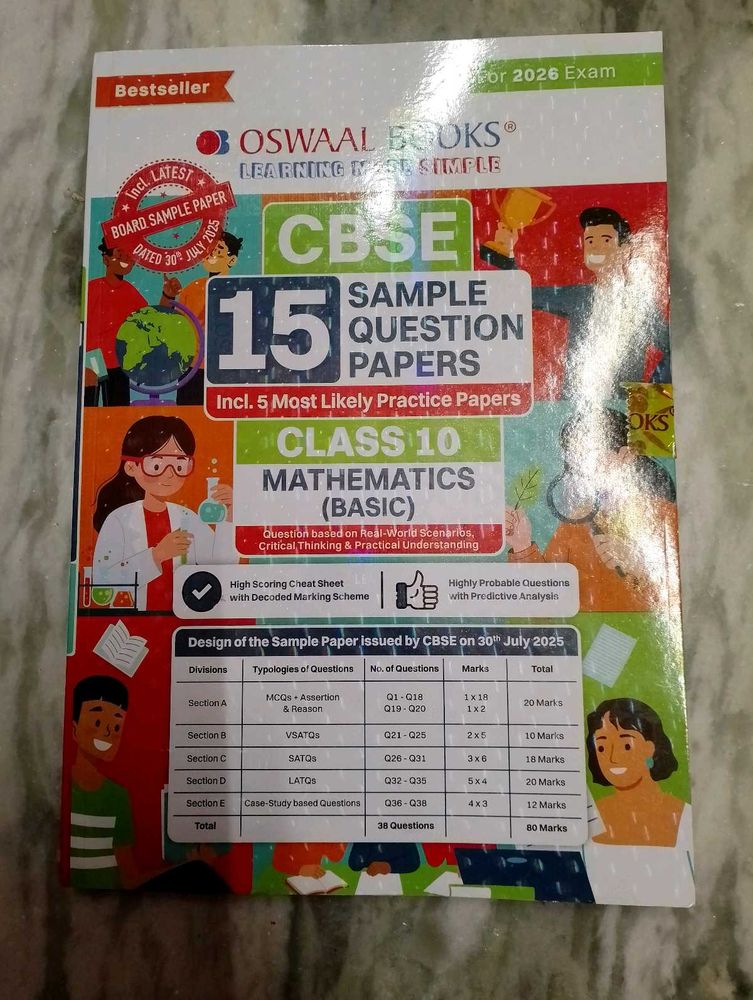 Bestseller
For 2026 Exam
OSWAAL BOOKS®
LEARNING MADE SIMPLE
Incl. LATEST
BOARD SAMPLE PAPER
DATED 30th JULY 2025
CBSE
15 SAMPLE
QUESTION
PAPERS
Incl. 5 Most Likely Practice Papers
CLASS 10
MATHEMATICS
(BASIC)
Question based on Real-World Scenarios,
Critical Thinking & Practical Understanding
OKS
High Scoring Cheat Sheet
with Decoded Marking Scheme
Highly Probable Questions
with Predictive Analysis
Design of the Sample Paper issued by CBSE on 30th July 2025
Divisions Typologies of Questions No. of Questions Marks Total
Section A MCQs + Assertion & Reason Q1 - Q18 Q19 - Q20 1 x 18 1 x 2 20 Marks
Section B VSATQs Q21 - Q25 2 x 5 10 Marks
Section C SATQs Q26 - Q31 3 x 6 18 Marks
Section D LATQs Q32 - Q35 5 x 4 20 Marks
Section E Case-Study based Questions Q36 - Q38 4 x 3 12 Marks
Total 38 Questions 80 Marks